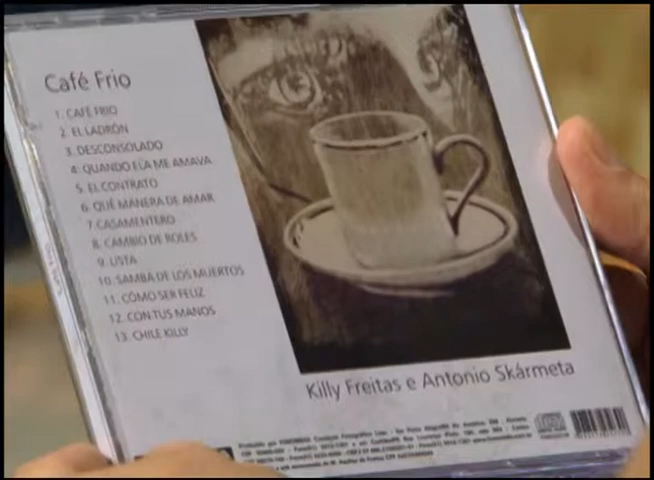 Café Frio
1. CAFÉ FRIO
2. EL LADRÓN
3. DESCONSOLADO
4. QUANDO ELA ME AMAVA
5. EL CONTRATO
6. QUÉ MANERA DE AMAR
7. CASAMENTERO
8. CAMBIO DE ROLES
9. LISTA
10. SAMBA DE LOS MUERTOS
11. CÓMO SER FELIZ
12. CON TUS MANOS
13. CHILE KILLY
Killy Freitas e Antonio Skármeta